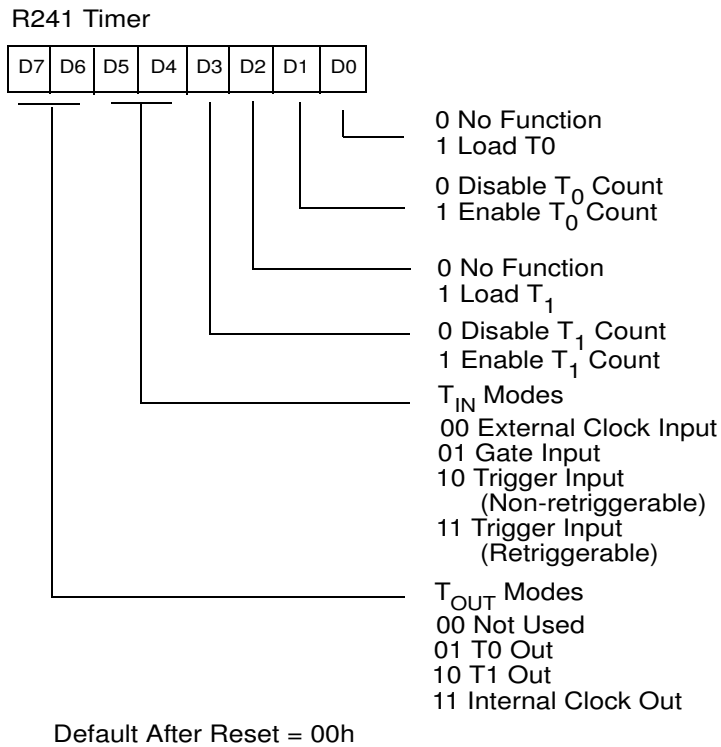 R241 Timer
D7 D6 D5 D4 D3 D2 D1 D0
0 No Function
1 Load T0
0 Disable T0 Count
1 Enable T0 Count
0 No Function
1 Load T1
0 Disable T1 Count
1 Enable T1 Count
TIN Modes
00 External Clock Input
01 Gate Input
10 Trigger Input
(Non-retriggerable)
11 Trigger Input
(Retriggerable)
TOUT Modes
00 Not Used
01 T0 Out
10 T1 Out
11 Internal Clock Out
Default After Reset = 00h